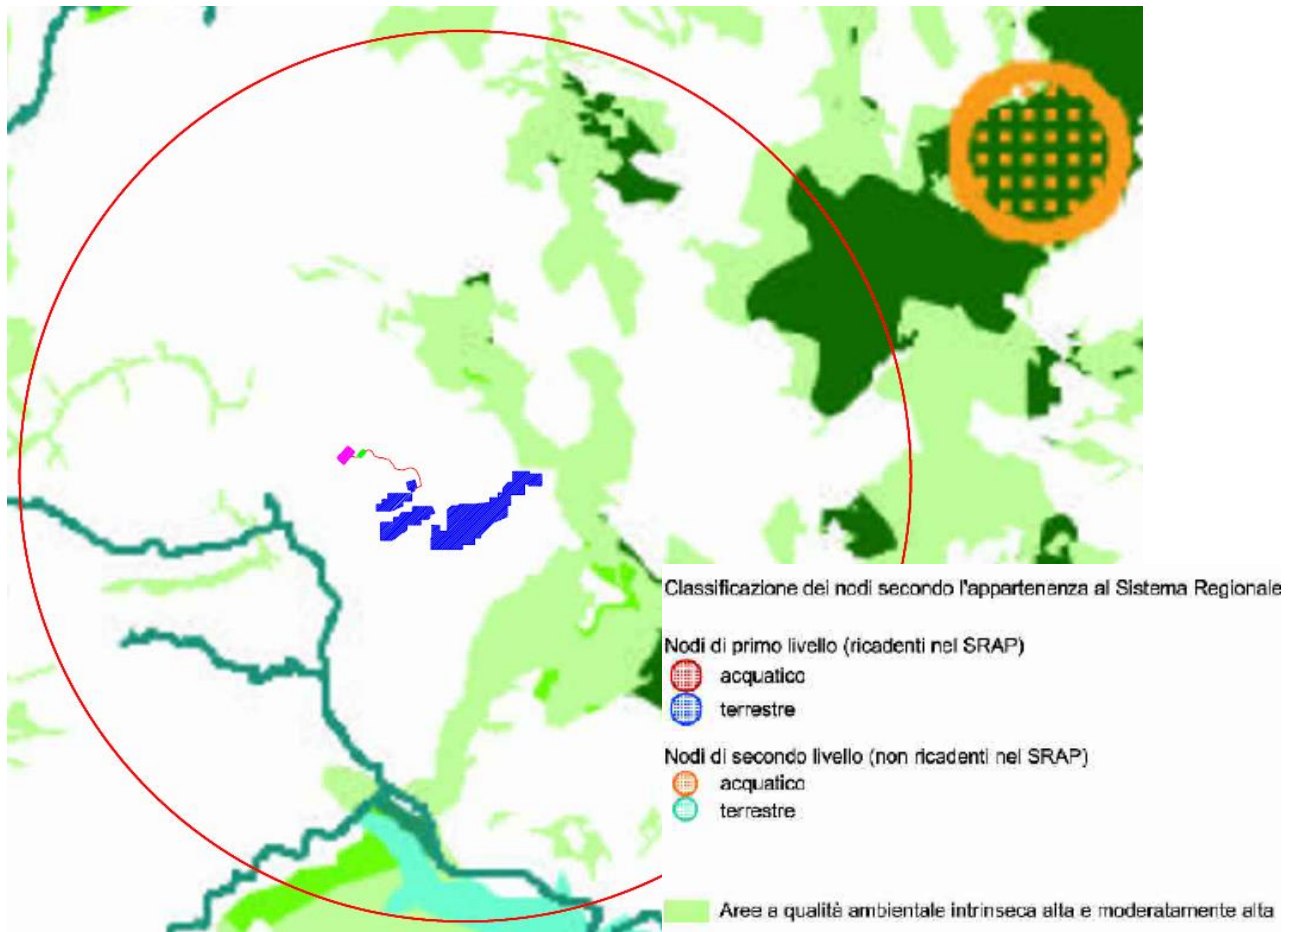 Classificazione dei nodi secondo l'appartenenza al Sistema Regionale
Nodi di primo livello (ricadenti nel SRAP)
acquatico
terrestre
Nodi di secondo livello (non ricadenti nel SRAP)
acquatico
terrestre
Aree a qualità ambientale intrinseca alta e moderatamente alta